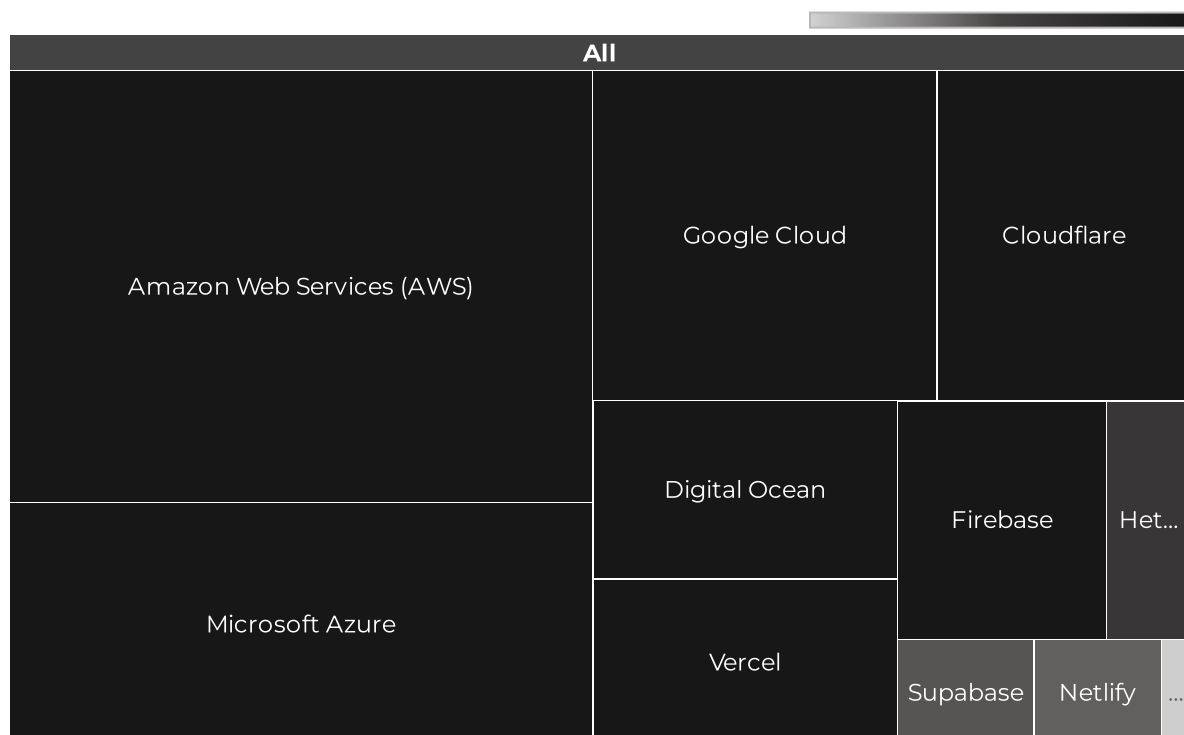 All
Amazon Web Services (AWS)
Google Cloud
Cloudflare
Digital Ocean
Firebase
Het...
Microsoft Azure
Vercel
Supabase
Netlify
...